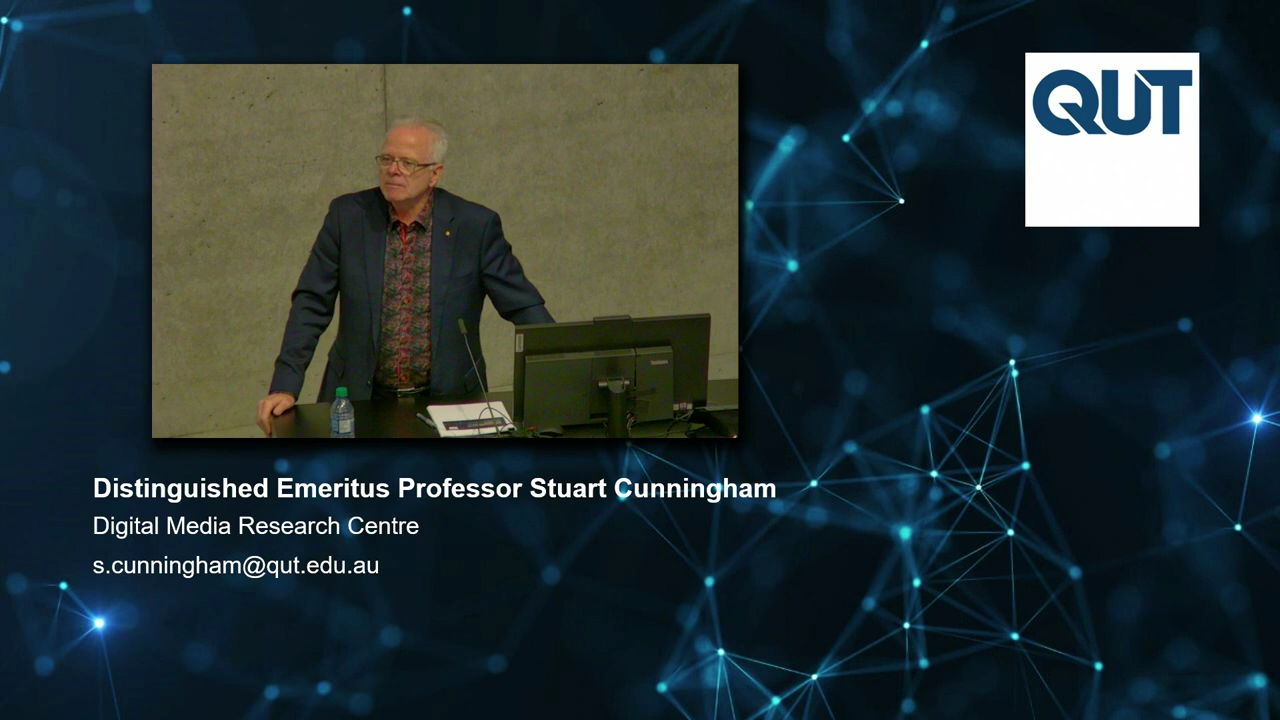 QUT
Distinguished Emeritus Professor Stuart Cunningham
Digital Media Research Centre
s.cunningham@qut.edu.au